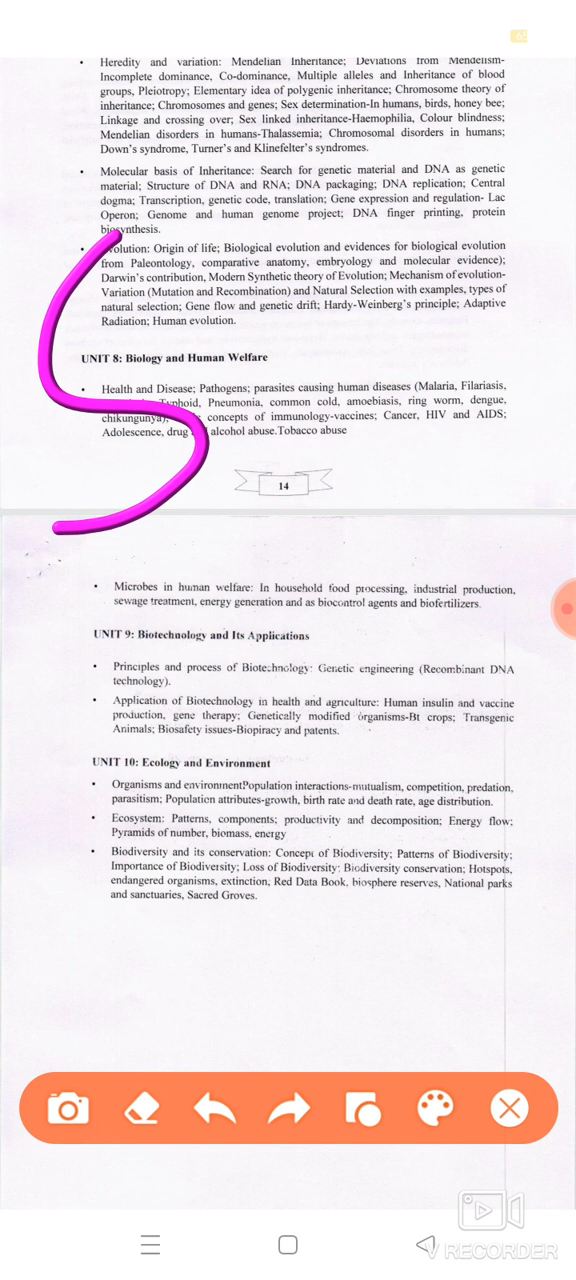 Heredity and variation: Mendelian Inheritance; Deviations from Mendelism-
Incomplete dominance, Co-dominance, Multiple alleles and Inheritance of blood
groups, Pleiotropy; Elementary idea of polygenic inheritance; Chromosome theory of
inheritance; Chromosomes and genes; Sex determination-In humans, birds, honey bee;
Linkage and crossing over; Sex linked inheritance-Haemophilia, Colour blindness;
Mendelian disorders in humans-Thalassemia; Chromosomal disorders in humans;
Down's syndrome, Turner's and Klinefelter's syndromes.
Molecular basis of Inheritance: Search for genetic material and DNA as genetic
material; Structure of DNA and RNA; DNA packaging; DNA replication; Central
dogma; Transcription, genetic code, translation; Gene expression and regulation- Lac
Operon; Genome and human genome project; DNA finger printing, protein
biosynthesis.
Evolution: Origin of life; Biological evolution and evidences for biological evolution
from Paleontology, comparative anatomy, embryology and molecular evidence);
Darwin's contribution, Modern Synthetic theory of Evolution; Mechanism of evolution-
Variation (Mutation and Recombination) and Natural Selection with examples, types of
natural selection; Gene flow and genetic drift; Hardy-Weinberg's principle; Adaptive
Radiation; Human evolution.
UNIT 8: Biology and Human Welfare
Health and Disease; Pathogens; parasites causing human diseases (Malaria, Filariasis,
Typhoid, Pneumonia, common cold, amoebiasis, ring worm, dengue,
chikungunya); concepts of immunology-vaccines; Cancer, HIV and AIDS;
Adolescence, drug alcohol abuse.Tobacco abuse
14
Microbes in human welfare: In household food processing, industrial production,
sewage treatment, energy generation and as biocontrol agents and biofertilizers.
UNIT 9: Biotechnology and Its Applications
Principles and process of Biotechnology: Genetic engineering (Recombinant DNA
technology).
Application of Biotechnology in health and agriculture: Human insulin and vaccine
production, gene therapy; Genetically modified organisms-Bt crops; Transgenic
Animals; Biosafety issues-Biopiracy and patents.
UNIT 10: Ecology and Environment
Organisms and environmentPopulation interactions-mutualism, competition, predation,
parasitism; Population attributes-growth, birth rate and death rate, age distribution.
Ecosystem: Patterns, components; productivity and decomposition; Energy flow;
Pyramids of number, biomass, energy
Biodiversity and its conservation: Concept of Biodiversity; Patterns of Biodiversity;
Importance of Biodiversity; Loss of Biodiversity; Biodiversity conservation; Hotspots,
endangered organisms, extinction, Red Data Book, biosphere reserves, National parks
and sanctuaries, Sacred Groves.
V RECORDER